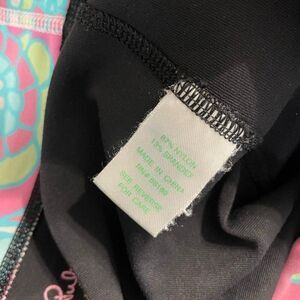 87% NYLON
13% SPANDEX
MADE IN CHINA
SEE REVERSE
FOR CARE